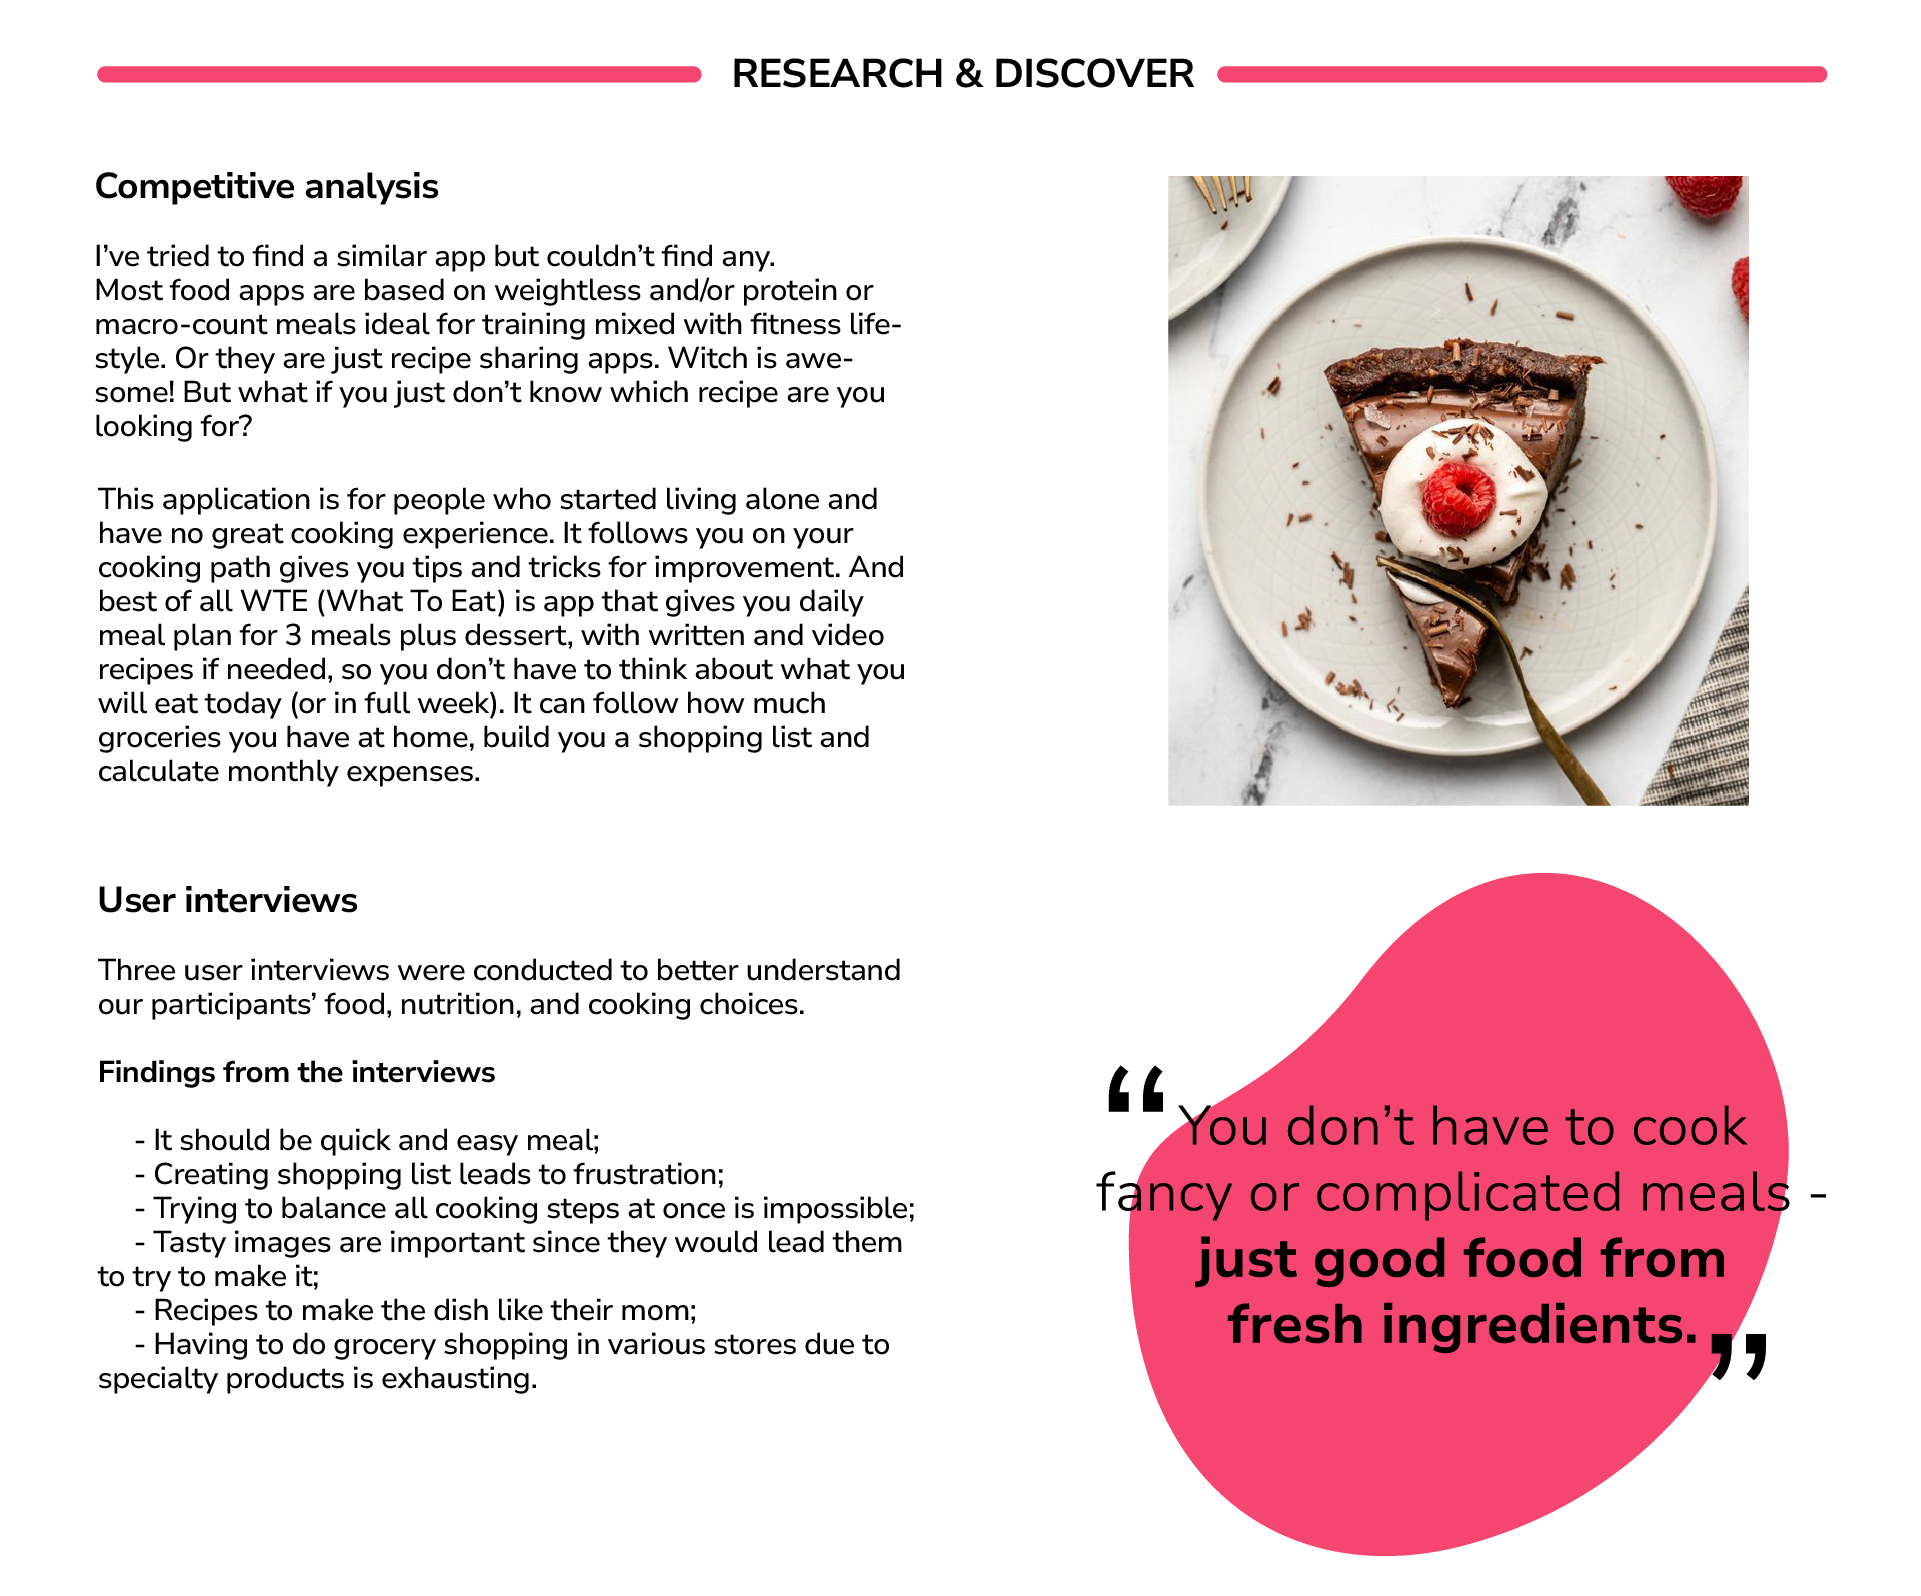 RESEARCH & DISCOVER
Competitive analysis
I’ve tried to find a similar app but couldn’t find any.
Most food apps are based on weightless and/or protein or
macro-count meals ideal for training mixed with fitness life-
style. Or they are just recipe sharing apps. Witch is awe-
some! But what if you just don’t know which recipe are you
looking for?
This application is for people who started living alone and
have no great cooking experience. It follows you on your
cooking path gives you tips and tricks for improvement. And
best of all WTE (What To Eat) is app that gives you daily
meal plan for 3 meals plus dessert, with written and video
recipes if needed, so you don’t have to think about what you
will eat today (or in full week). It can follow how much
groceries you have at home, build you a shopping list and
calculate monthly expenses.
User interviews
Three user interviews were conducted to better understand
our participants’ food, nutrition, and cooking choices.
Findings from the interviews
- It should be quick and easy meal;
- Creating shopping list leads to frustration;
- Trying to balance all cooking steps at once is impossible;
- Tasty images are important since they would lead them
to try to make it;
- Recipes to make the dish like their mom;
- Having to do grocery shopping in various stores due to
specialty products is exhausting.
“You don’t have to cook
fancy or complicated meals -
just good food from
fresh ingredients.”